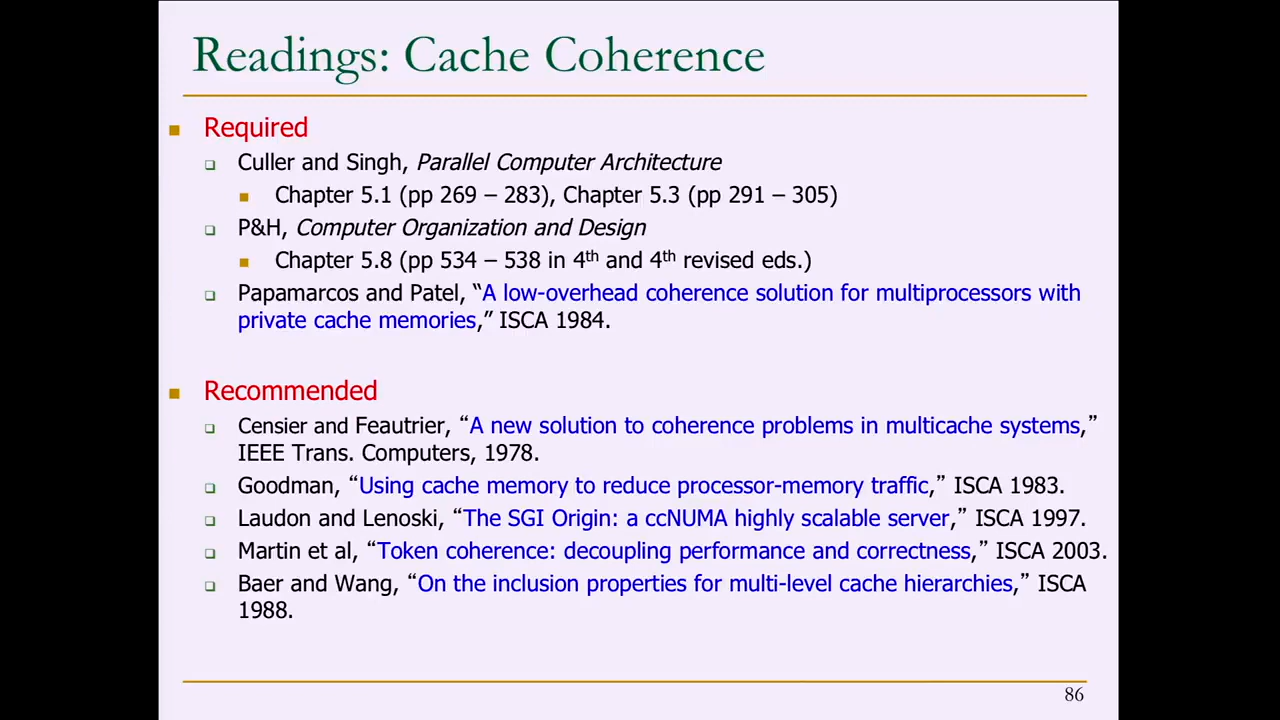 Readings: Cache Coherence
Required
Culler and Singh, Parallel Computer Architecture
Chapter 5.1 (pp 269 – 283), Chapter 5.3 (pp 291 – 305)
P&H, Computer Organization and Design
Chapter 5.8 (pp 534 – 538 in 4th and 4th revised eds.)
Papamarcos and Patel, “A low-overhead coherence solution for multiprocessors with
private cache memories,” ISCA 1984.
Recommended
Censier and Feautrier, “A new solution to coherence problems in multicache systems,”
IEEE Trans. Computers, 1978.
Goodman, “Using cache memory to reduce processor-memory traffic,” ISCA 1983.
Laudon and Lenoski, “The SGI Origin: a ccNUMA highly scalable server,” ISCA 1997.
Martin et al, “Token coherence: decoupling performance and correctness,” ISCA 2003.
Baer and Wang, “On the inclusion properties for multi-level cache hierarchies,” ISCA
1988.
86